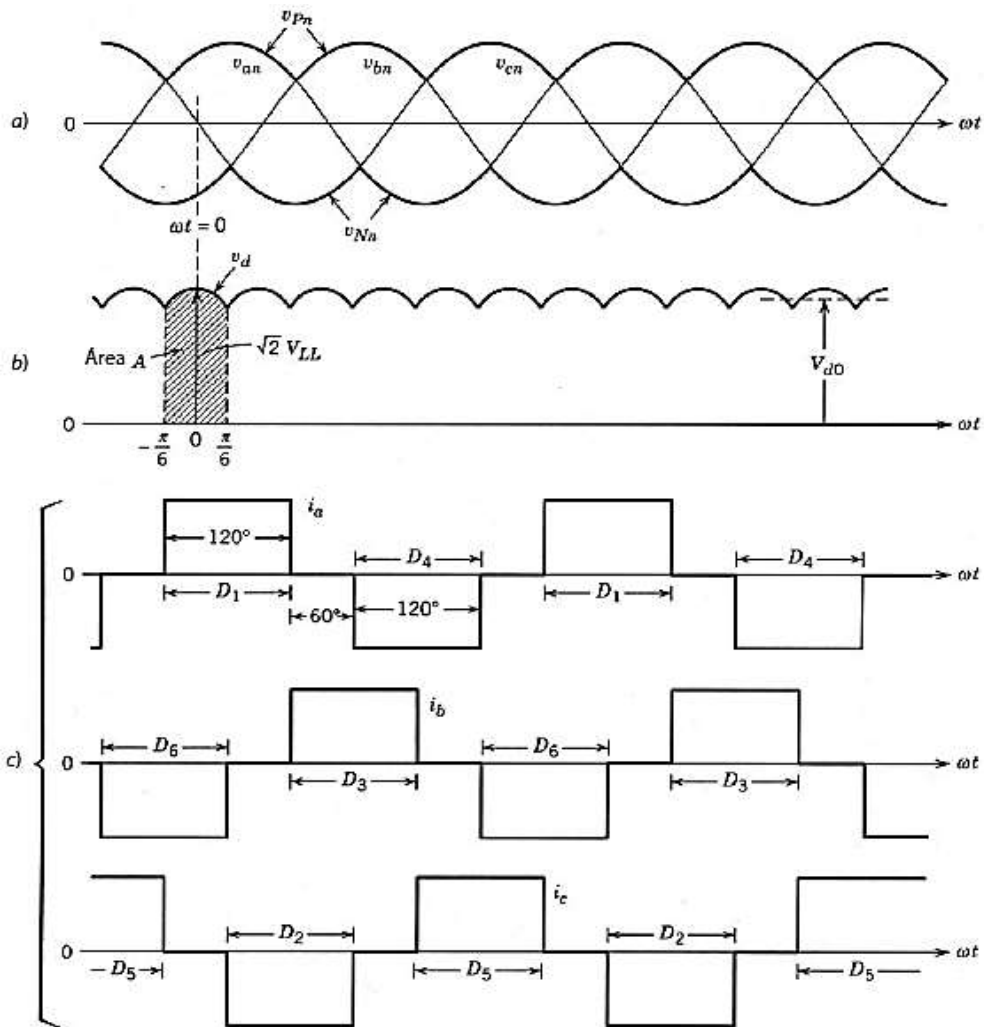 v_Pn
v_an v_bn v_cn
a) 0 ωt
v_Nn
ωt = 0
v_d
Área A √2 V_LL
b) V_d0
0 ωt
-π/6 0 π/6
i_a
120° D_4 D_4
0 ωt
D_1 60° 120° D_1
i_b
D_6 D_6
c) 0 ωt
D_3 D_3
i_c
D_2 D_2
0 ωt
- D_5 D_5 D_5